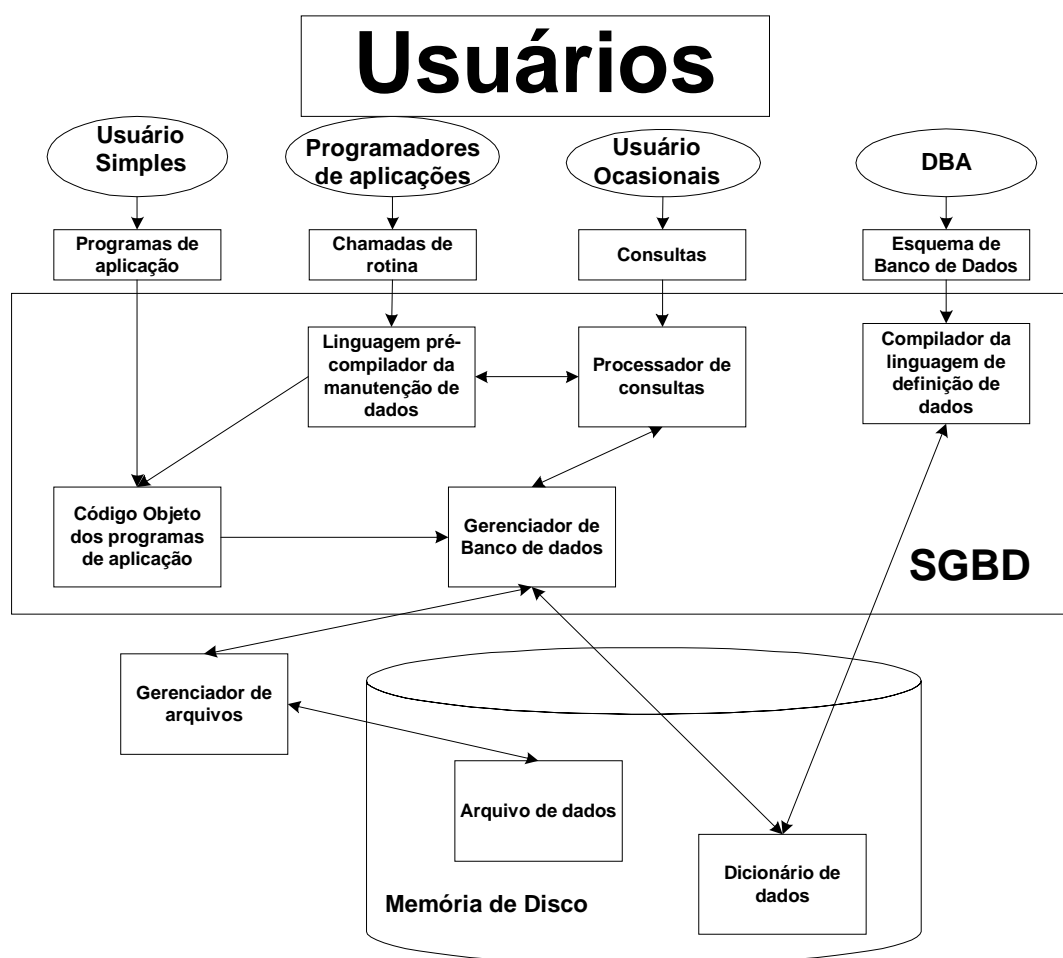 Usuários
Usuário
Simples
Programadores
de aplicações
Usuário
Ocasionais
DBA
Programas de
aplicação
Chamadas de
rotina
Consultas
Esquema de
Banco de Dados
Linguagem pré-
compilador da
manutenção de
dados
Processador de
consultas
Compilador da
linguagem de
definição de
dados
Código Objeto
dos programas
de aplicação
Gerenciador de
Banco de dados
SGBD
Gerenciador de
arquivos
Arquivo de dados
Dicionário de
dados
Memória de Disco